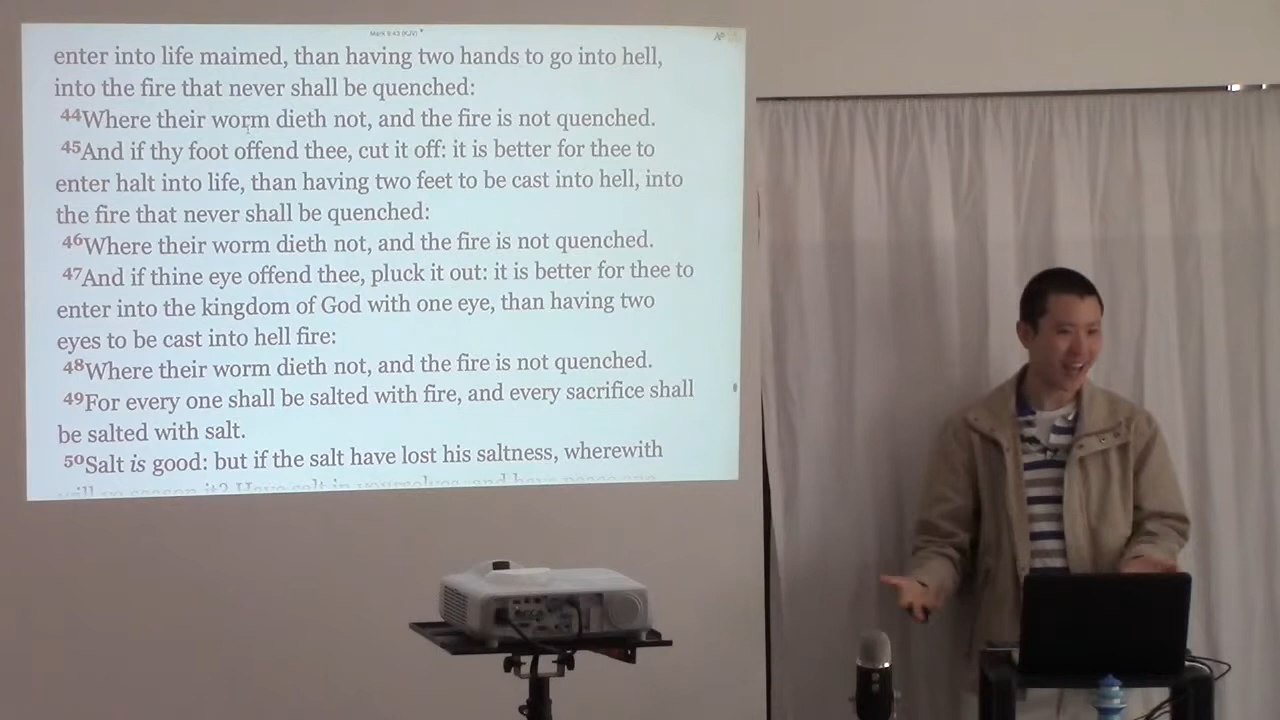 Mark 9:43 (KJV)
enter into life maimed, than having two hands to go into hell,
into the fire that never shall be quenched:
44Where their worm dieth not, and the fire is not quenched.
45And if thy foot offend thee, cut it off: it is better for thee to
enter halt into life, than having two feet to be cast into hell, into
the fire that never shall be quenched:
46Where their worm dieth not, and the fire is not quenched.
47And if thine eye offend thee, pluck it out: it is better for thee to
enter into the kingdom of God with one eye, than having two
eyes to be cast into hell fire:
48Where their worm dieth not, and the fire is not quenched.
49For every one shall be salted with fire, and every sacrifice shall
be salted with salt.
50Salt is good: but if the salt have lost his saltness, wherewith